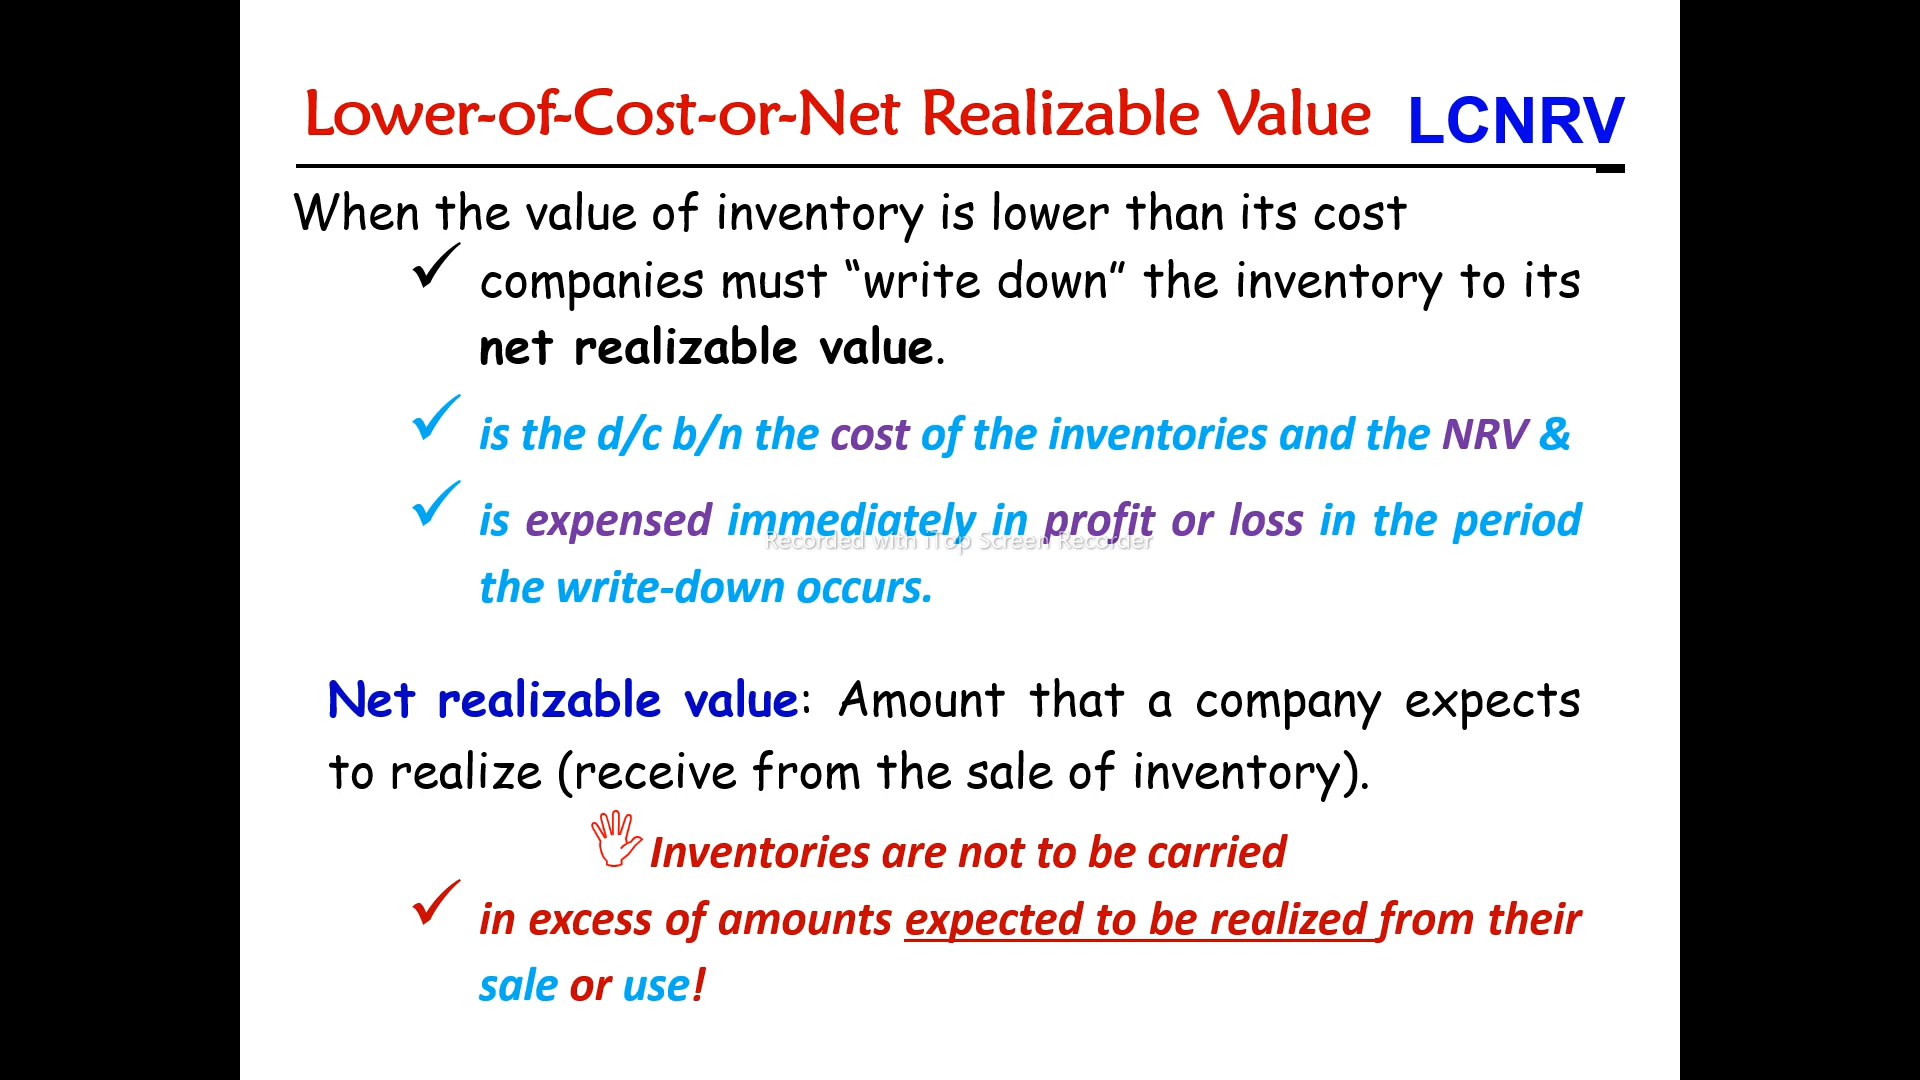 Lower-of-Cost-or-Net Realizable Value LCNRV
When the value of inventory is lower than its cost
✓ companies must “write down” the inventory to its
net realizable value.
✓ is the d/c b/n the cost of the inventories and the NRV &
✓ is expensed immediately in profit or loss in the period
Recorded with iTop Screen Recorder
the write-down occurs.
Net realizable value: Amount that a company expects
to realize (receive from the sale of inventory).
Inventories are not to be carried
✓ in excess of amounts expected to be realized from their
sale or use!